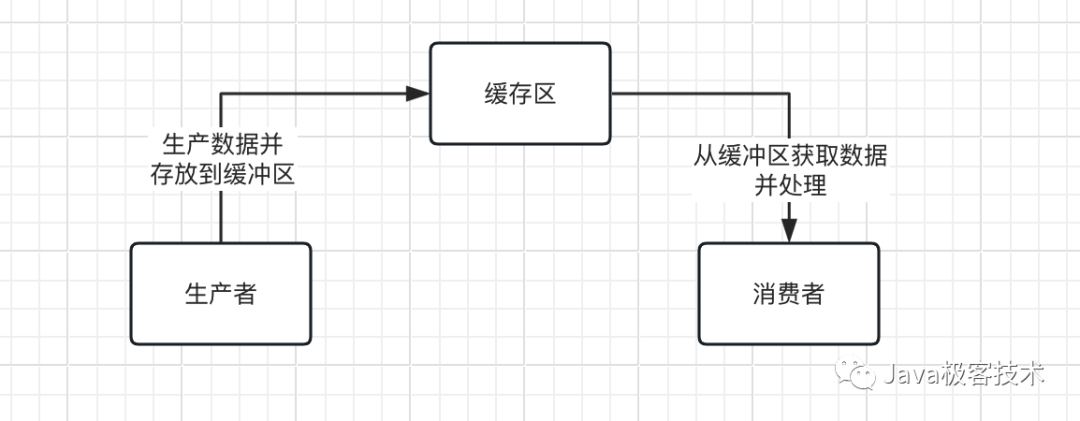 缓存区
生产数据并
存放到缓冲区
从缓冲区获取数据
并处理
生产者
消费者
Java极客技术